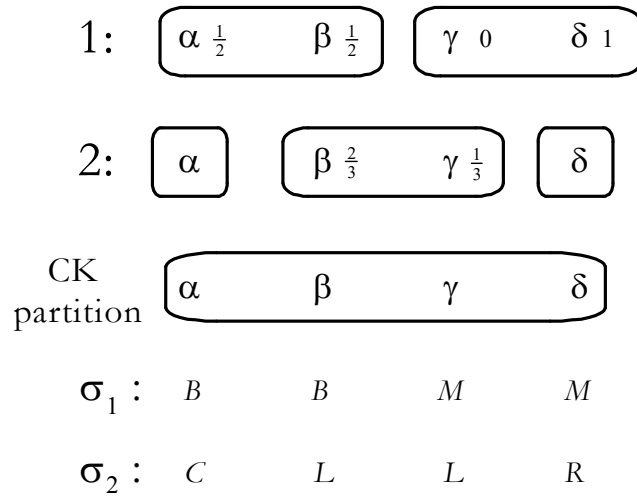 1: α 1/2 β 1/2 γ 0 δ 1
2: α β 2/3 γ 1/3 δ
CK
partition α β γ δ
σ₁ : B B M M
σ₂ : C L L R